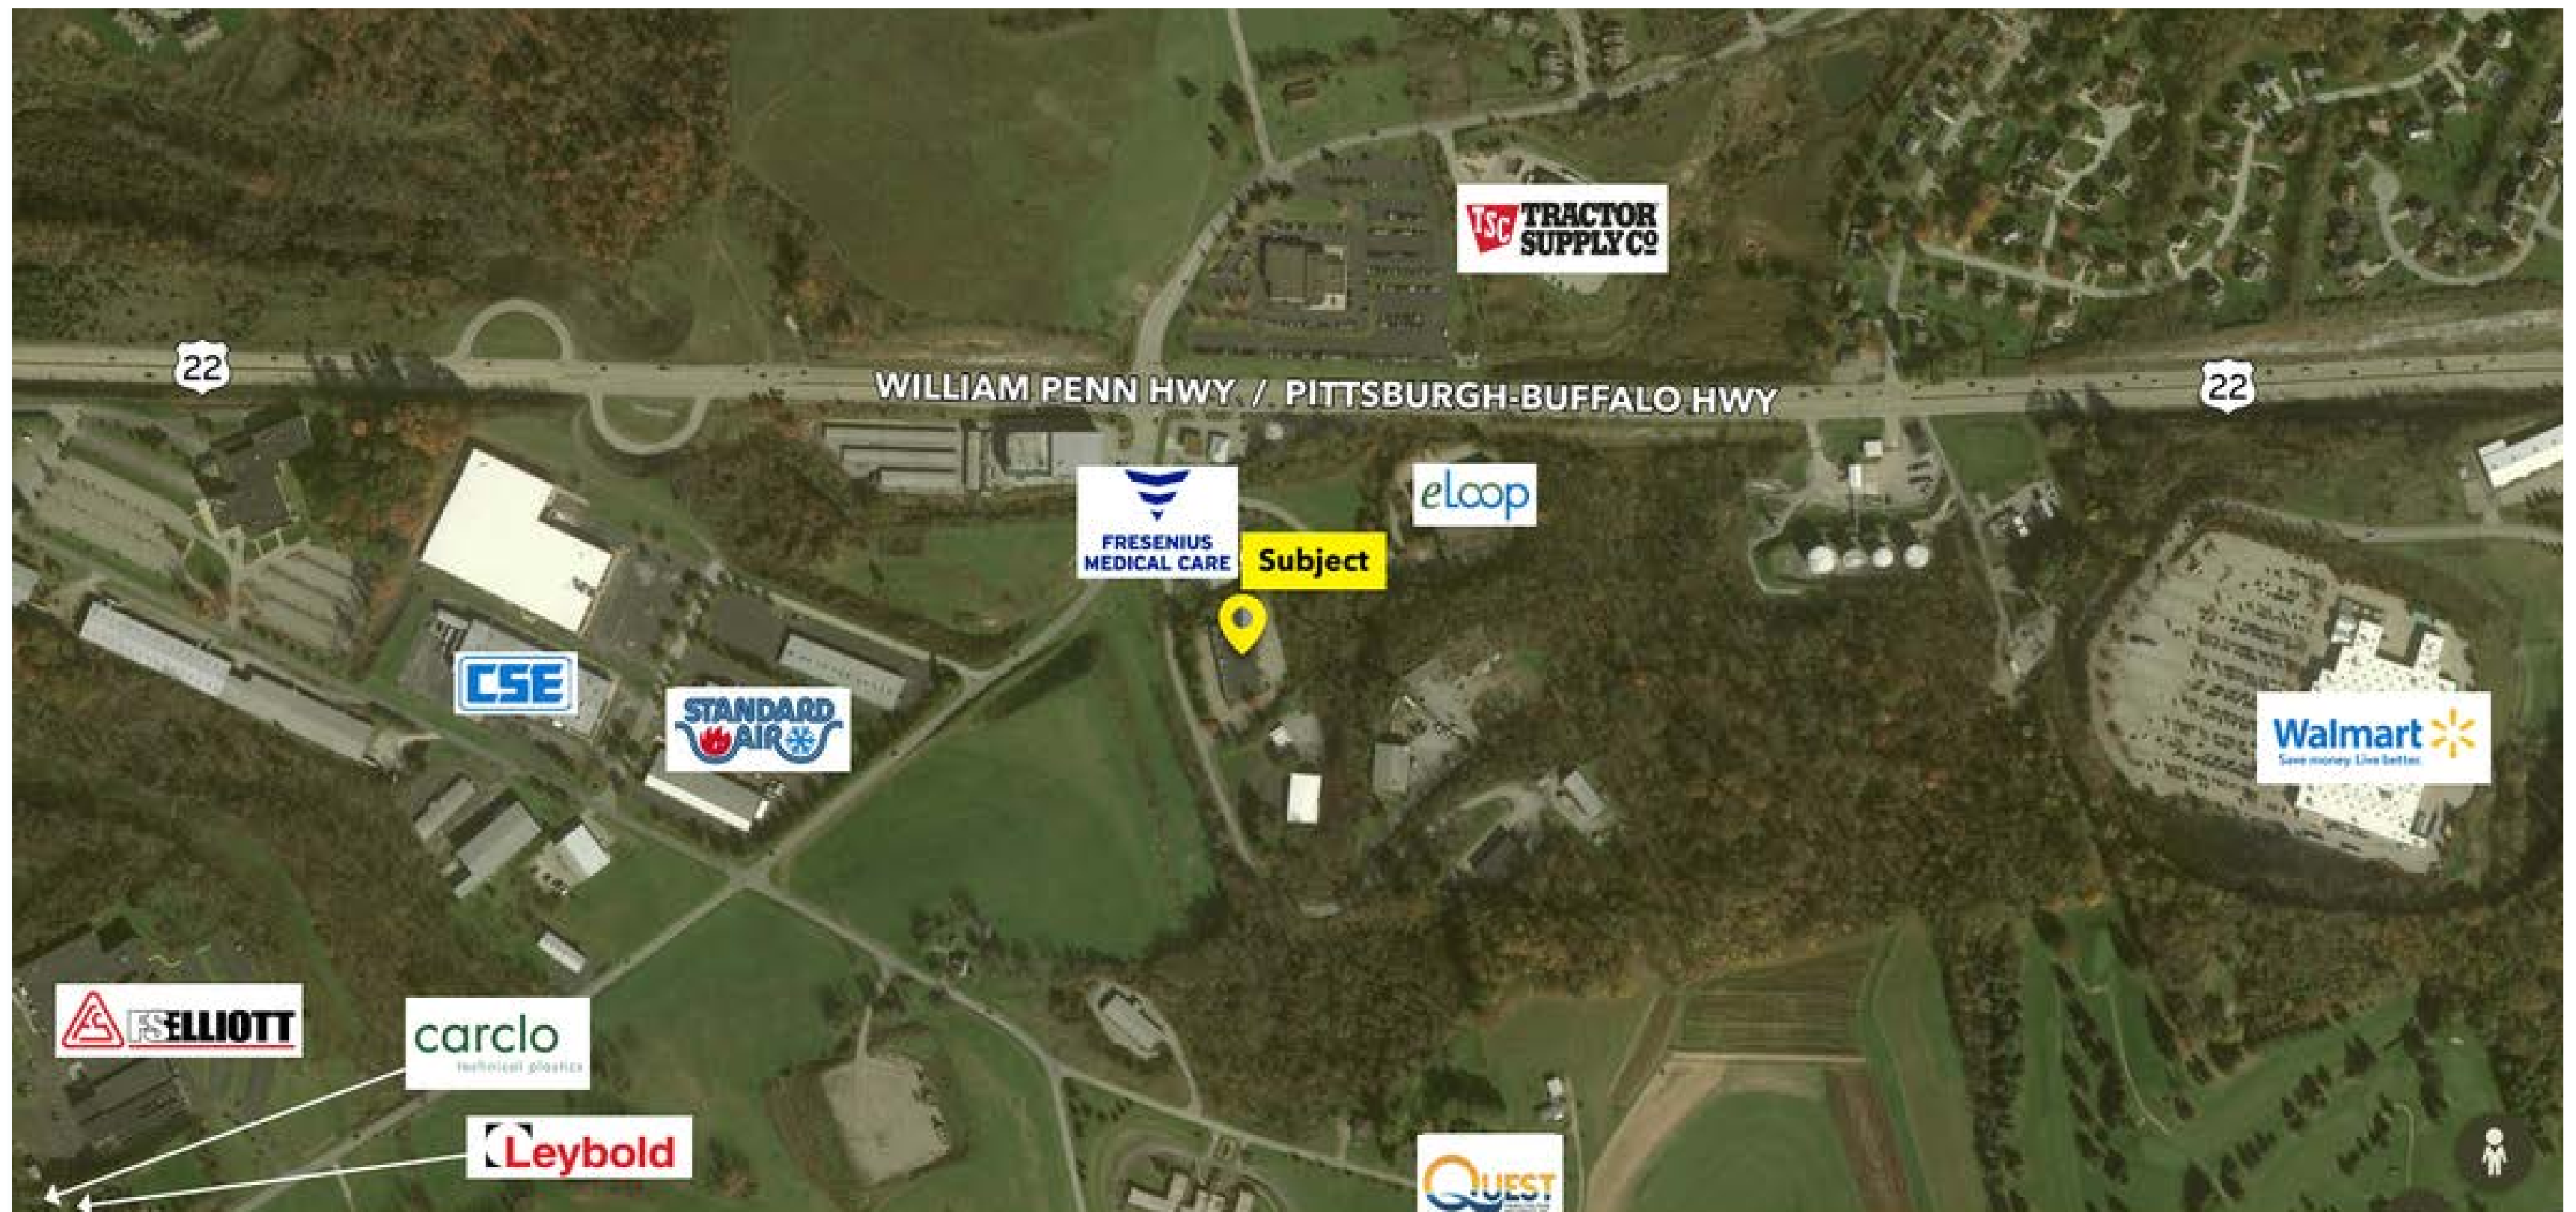 TSC TRACTOR
SUPPLY CO
22
WILLIAM PENN HWY / PITTSBURGH-BUFFALO HWY
22
eLoop
FRESENIUS
MEDICAL CARE
Subject
CSE
STANDARD
AIR
Walmart
Save money. Live better.
FS ELLIOTT
carclo
technical plastics
Leybold
QUEST